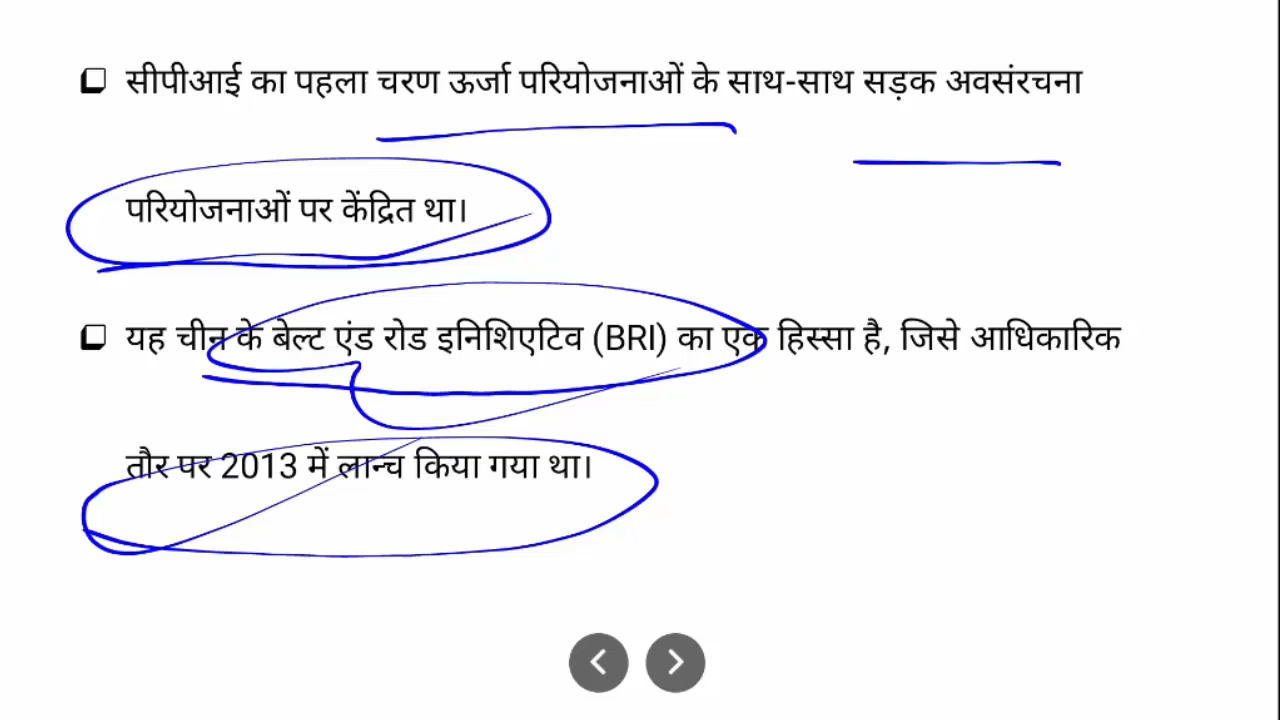 ❑ सीपीआई का पहला चरण ऊर्जा परियोजनाओं के साथ-साथ सड़क अवसंरचना
परियोजनाओं पर केंद्रित था।
❑ यह चीन के बेल्ट एंड रोड इनिशिएटिव (BRI) का एक हिस्सा है, जिसे आधिकारिक
तौर पर 2013 में लान्च किया गया था।